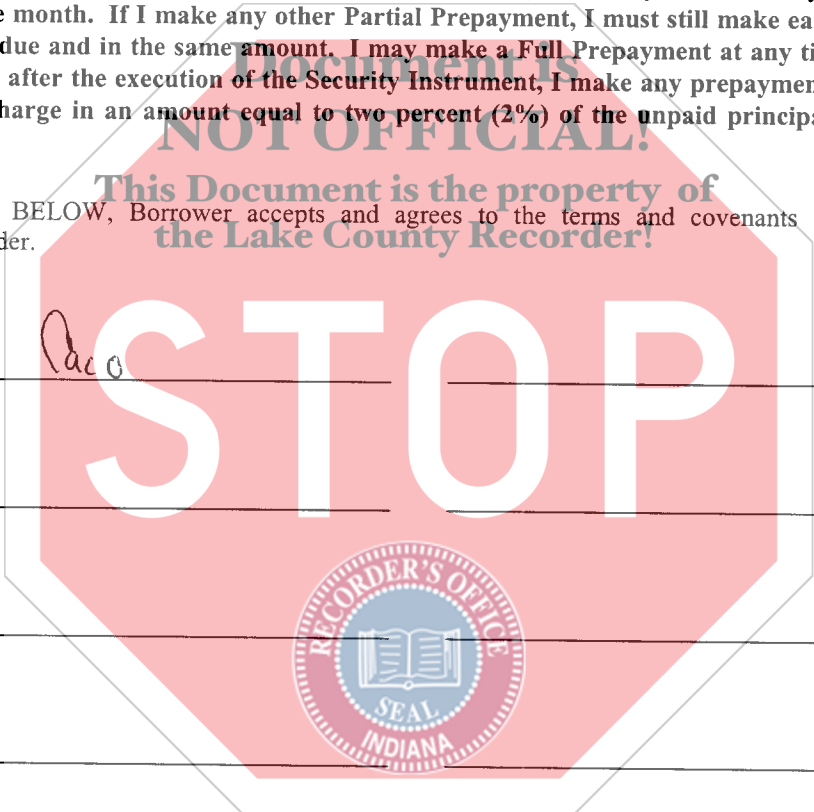 e month. If I make any other Partial Prepayment, I must still make ea
due and in the same amount. I may make a Full Prepayment at any ti
after the execution of the Security Instrument, I make any prepaymen
harge in an amount equal to two percent (2%) of the unpaid principa
Document is
NOT OFFICIAL!
This Document is the property of
the Lake County Recorder!
BELOW, Borrower accepts and agrees to the terms and covenants
der.
STOP
RECORDER'S OFFICE
SEAL
INDIANA